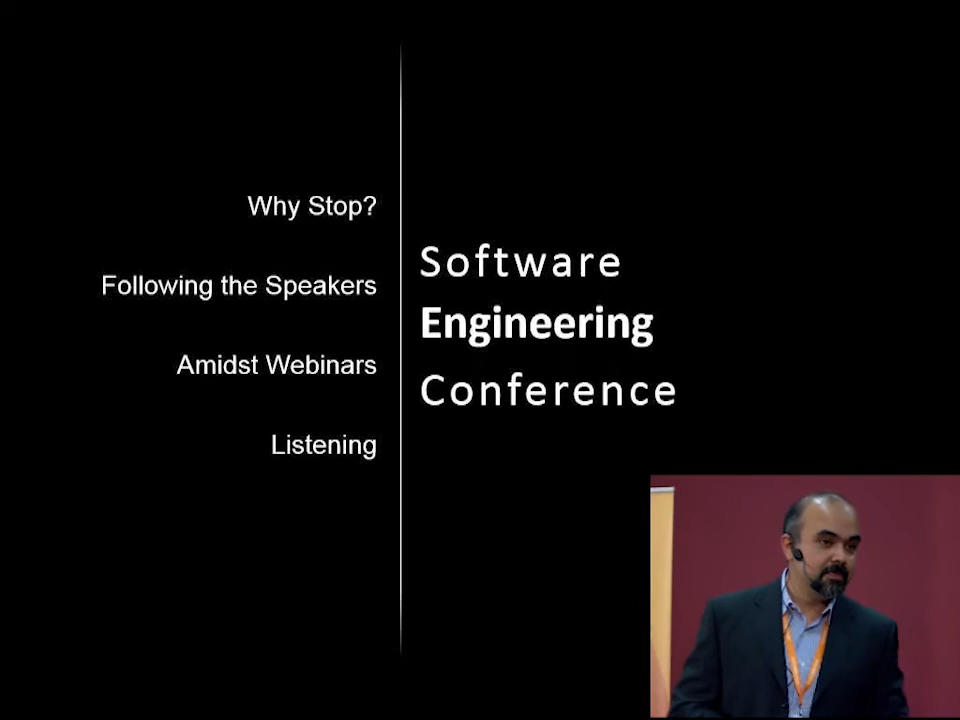 Why Stop?
Following the Speakers
Amidst Webinars
Listening
Software
Engineering
Conference